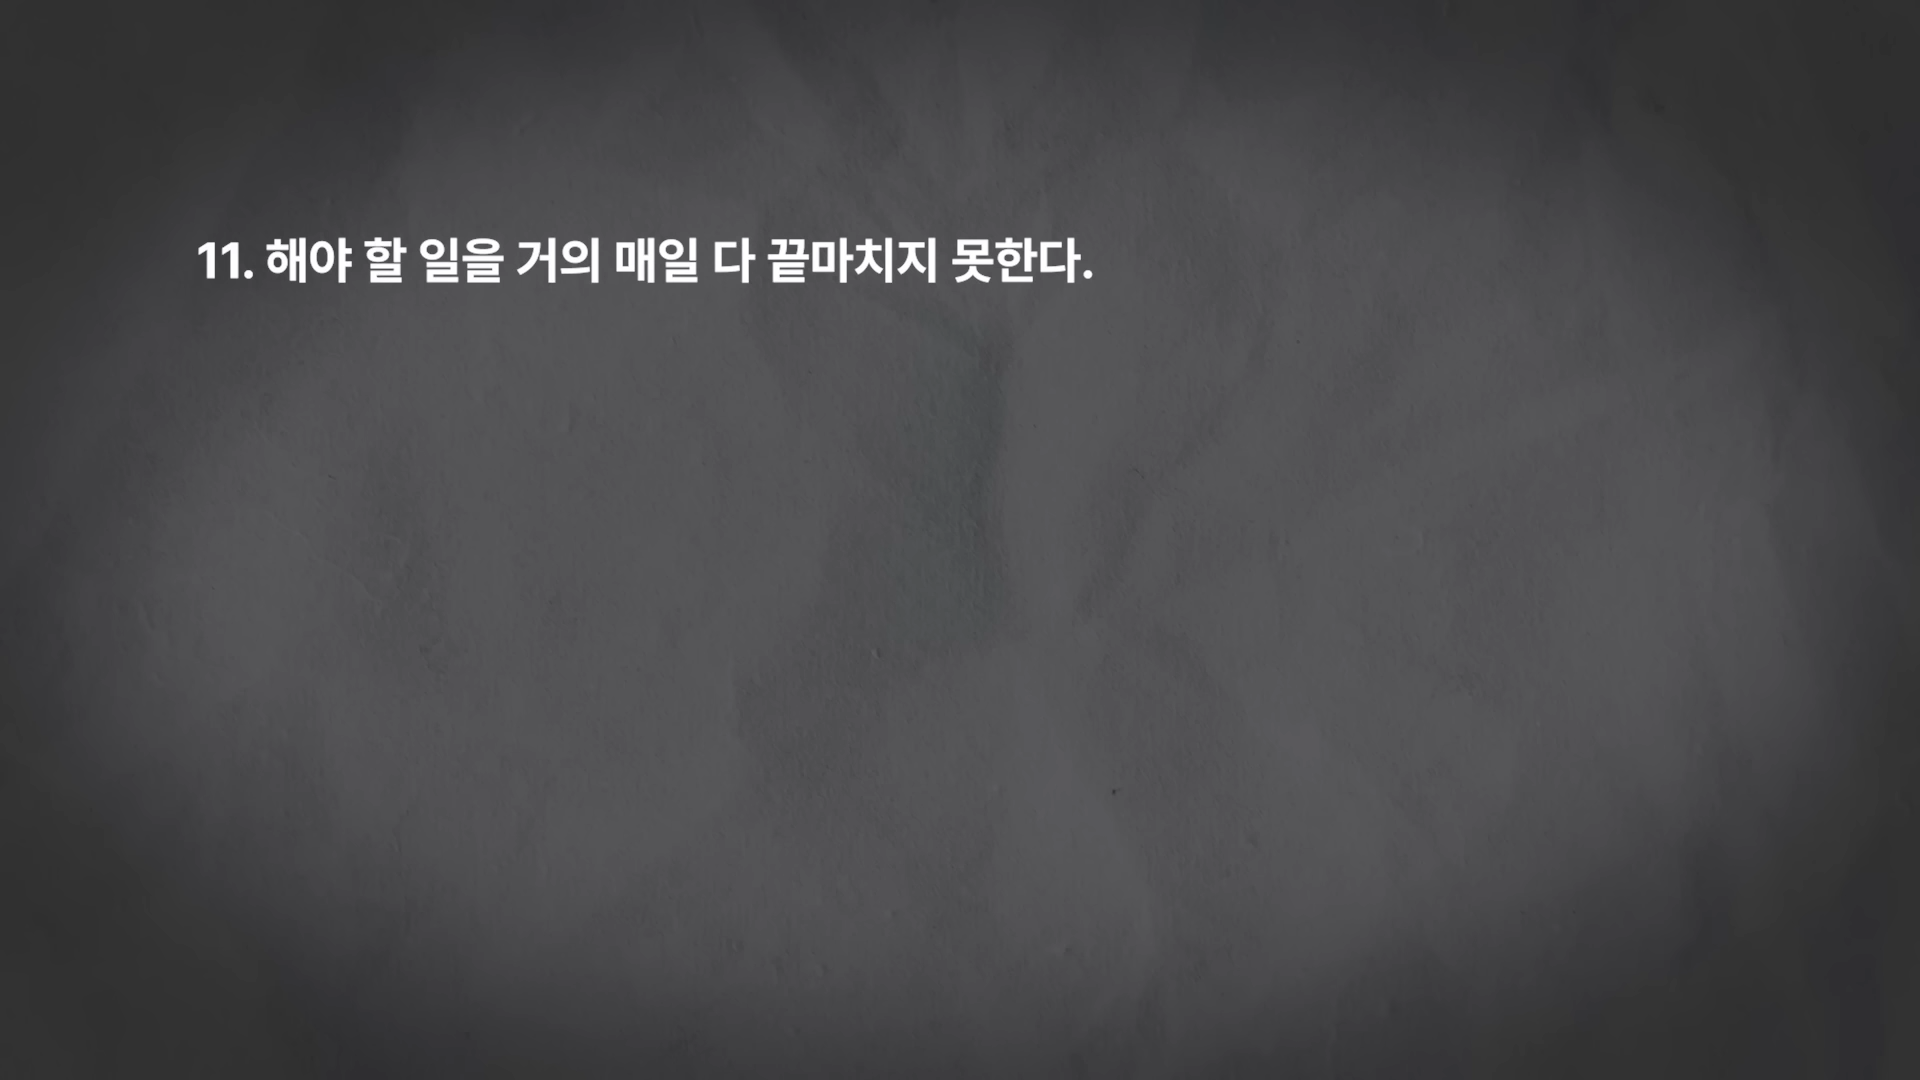 11. 해야 할 일을 거의 매일 다 끝마치지 못한다.